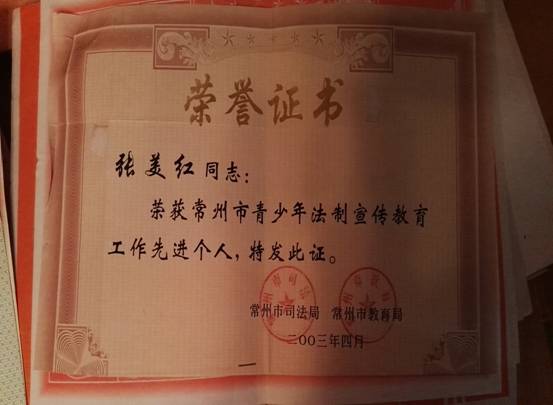 荣誉证书
张美红同志：
荣获常州市青少年法制宣传教育
工作先进个人，特发此证。
常州市司法局 常州市教育局
二〇〇三年四月